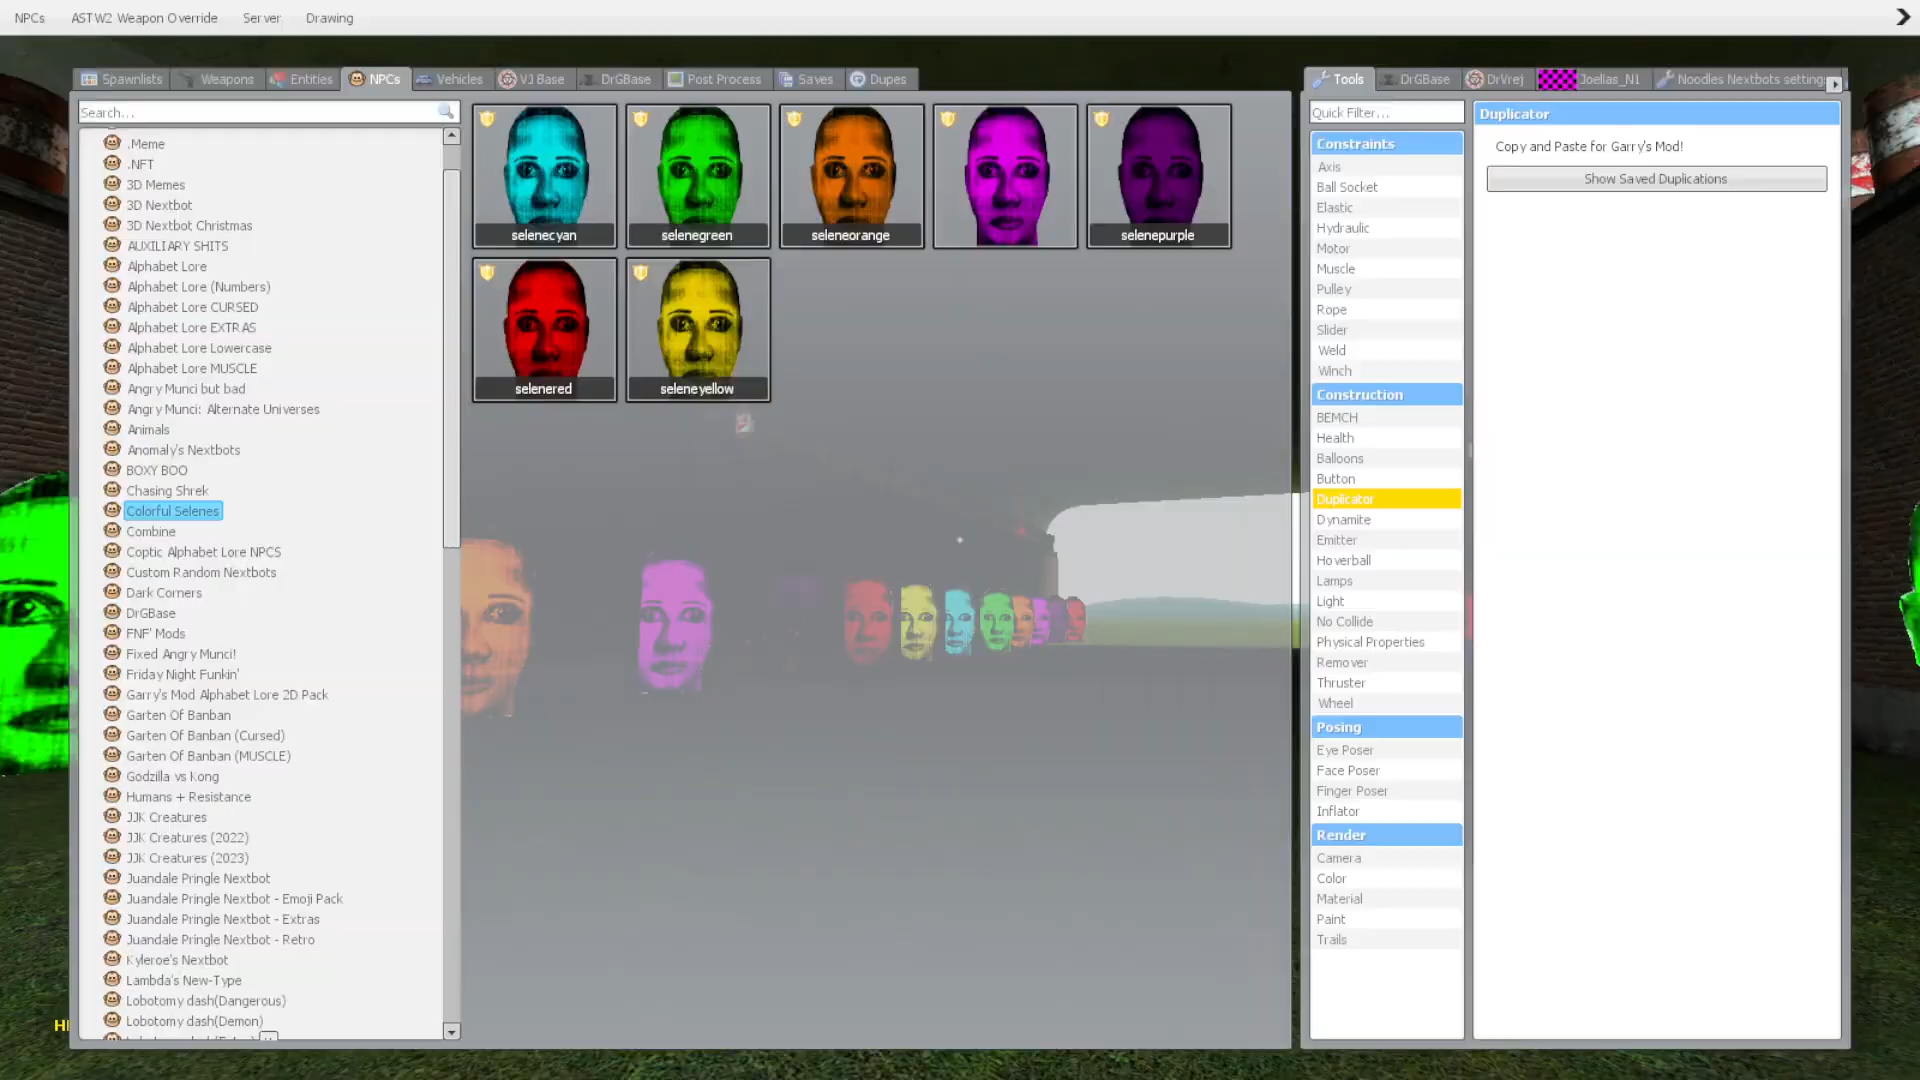 NPCs ASTW2 Weapon Override Server Drawing
Spawnlists Weapons Entities NPCs Vehicles VJ Base DrGBase Post Process Saves Dupes
Tools DrGBase DrVrej Joellas_N1 Noodles Nextbots setting
Search...
.Meme
.NFT
3D Memes
3D Nextbot
3D Nextbot Christmas
AUXILIARY SHITS
Alphabet Lore
Alphabet Lore (Numbers)
Alphabet Lore CURSED
Alphabet Lore EXTRAS
Alphabet Lore Lowercase
Alphabet Lore MUSCLE
Angry Munci but bad
Angry Munci: Alternate Universes
Animals
Anomaly's Nextbots
BOXY BOO
Chasing Shrek
Colorful Selenes
Combine
Coptic Alphabet Lore NPCS
Custom Random Nextbots
Dark Corners
DrGBase
FNF' Mods
Fixed Angry Munci!
Friday Night Funkin'
Garry's Mod Alphabet Lore 2D Pack
Garten Of Banban
Garten Of Banban (Cursed)
Garten Of Banban (MUSCLE)
Godzilla vs Kong
Humans + Resistance
JJK Creatures
JJK Creatures (2022)
JJK Creatures (2023)
Juandale Pringle Nextbot
Juandale Pringle Nextbot - Emoji Pack
Juandale Pringle Nextbot - Extras
Juandale Pringle Nextbot - Retro
Kyleroe's Nextbot
Lambda's New-Type
Lobotomy dash(Dangerous)
Lobotomy dash(Demon)
selenecyan
selenegreen
seleneorange
selenepurple
selenered
seleneyellow
Quick Filter...
Constraints
Axis
Ball Socket
Elastic
Hydraulic
Motor
Muscle
Pulley
Rope
Slider
Weld
Winch
Construction
BEMCH
Health
Balloons
Button
Duplicator
Dynamite
Emitter
Hoverball
Lamps
Light
No Collide
Physical Properties
Remover
Thruster
Wheel
Posing
Eye Poser
Face Poser
Finger Poser
Inflator
Render
Camera
Color
Material
Paint
Trails
Duplicator
Copy and Paste for Garry's Mod!
Show Saved Duplications